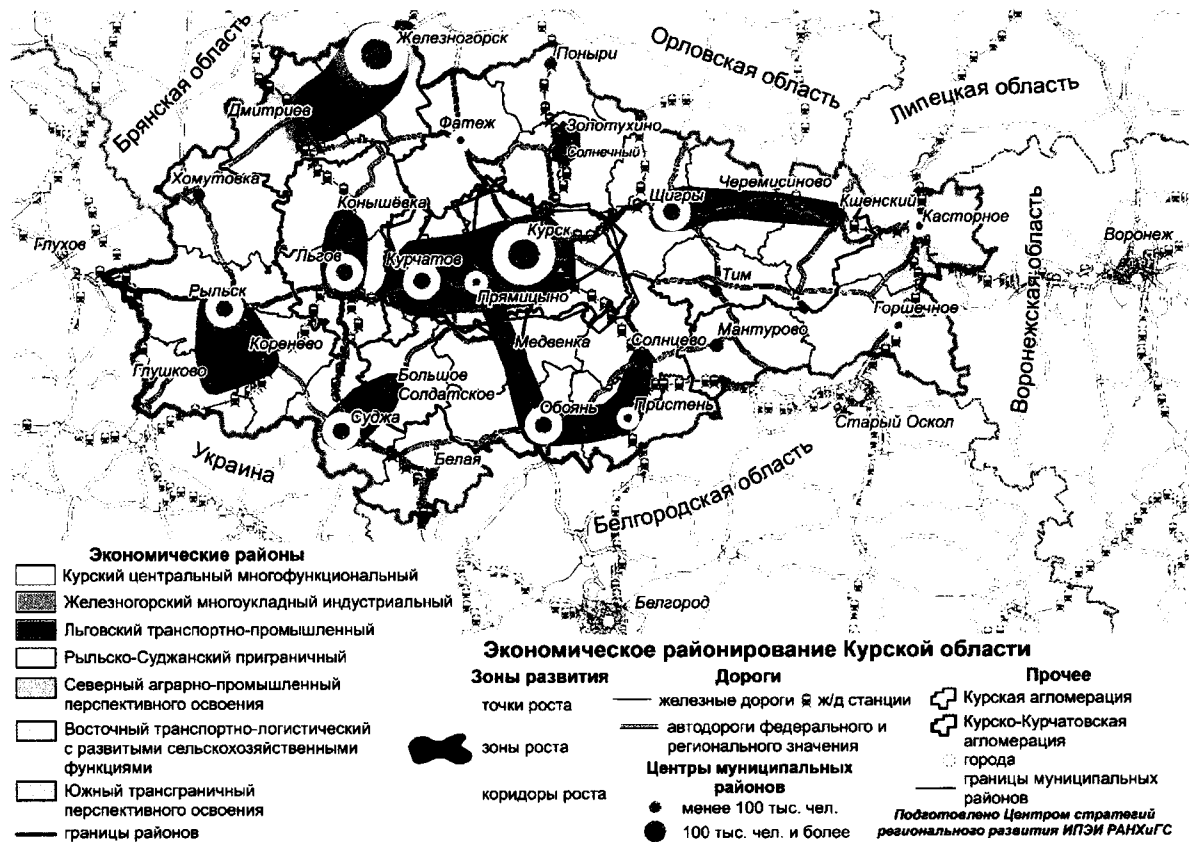 Железногорск
Поныри
Орловская область
Липецкая область
Брянская область
Дмитриев
Фатеж
Золотухино
Солнечный
Хомутовка
Конышёвка
Щигры
Черемисиново
Кшенский
Касторное
Воронежская область
Воронеж
Глухов
Льгов
Курчатов
Курск
Рыльск
Прямицыно
Тим
Горшечное
Коренёво
Медвенка
Солнцево
Мантурово
Глушково
Большое
Солдатское
Суджа
Обоянь
Пристень
Старый Оскол
Украина
Белая
Белгородская область
Белгород
Экономические районы
Курский центральный многофункциональный
Железногорский многоукладный индустриальный
Льговский транспортно-промышленный
Рыльско-Суджанский приграничный
Северный аграрно-промышленный
перспективного освоения
Восточный транспортно-логистический
с развитыми сельскохозяйственными
функциями
Южный трансграничный
перспективного освоения
границы районов
Экономическое районирование Курской области
Зоны развития
точки роста
зоны роста
коридоры роста
Дороги
железные дороги
ж/д станции
автодороги федерального и
регионального значения
Центры муниципальных
районов
менее 100 тыс. чел.
100 тыс. чел. и более
Прочее
Курская агломерация
Курско-Курчатовская
агломерация
города
границы муниципальных
районов
Подготовлено Центром стратегий
регионального развития ИПЭИ РАНХиГС